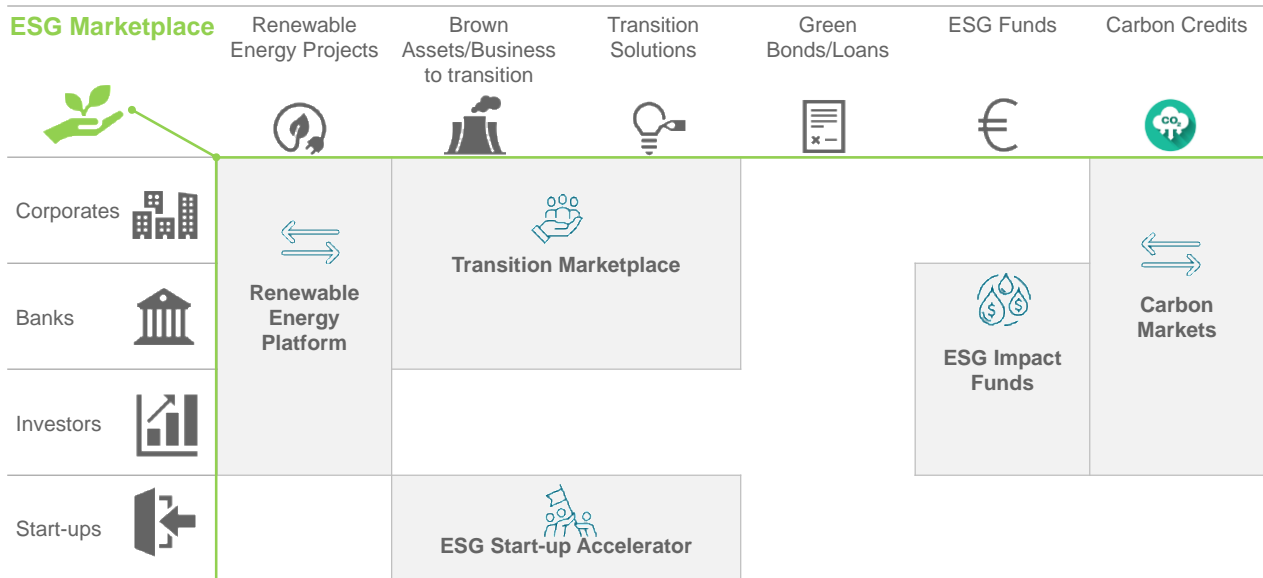 ESG Marketplace
Renewable
Energy Projects
Brown
Assets/Business
to transition
Transition
Solutions
Green
Bonds/Loans
ESG Funds
Carbon Credits
CO₂
Corporates
Transition Marketplace
Renewable
Energy
Platform
Banks
$ $
ESG Impact
Funds
Carbon
Markets
Investors
Start-ups
ESG Start-up Accelerator